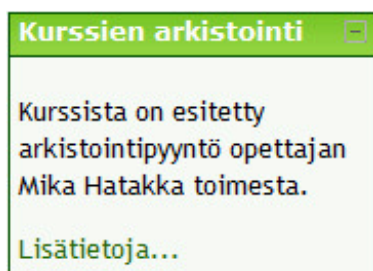 Kurssien arkistointi
Kurssista on esitetty
arkistointipyyntö opettajan
Mika Hatakka toimesta.
Lisätietoja...